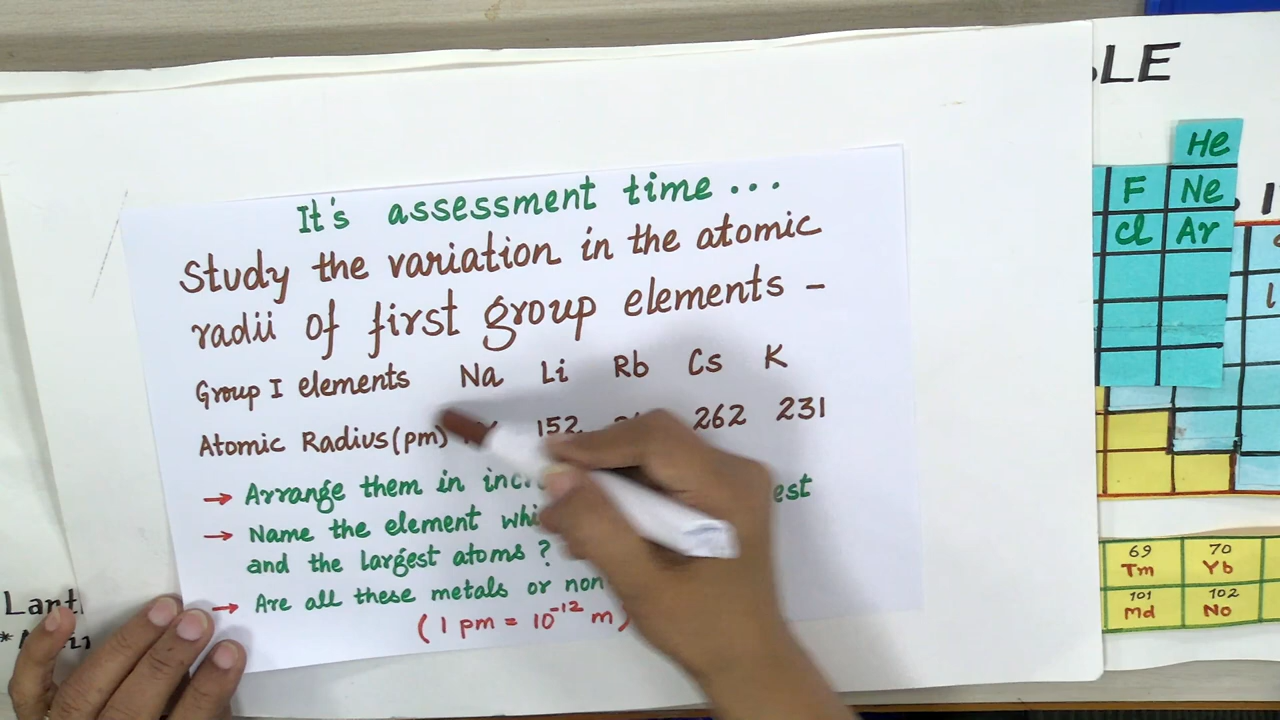 It's assessment time ...
Study the variation in the atomic
radii of first group elements -
Group I elements Na Li Rb Cs K
Atomic Radius (pm) 152 262 231
→ Arrange them in
→ Name the element
and the largest atoms?
→ Are all these metals or non
(1 pm = 10⁻¹² m)
He
F Ne
Cl Ar
69 70
Tm Yb
101 102
Md No